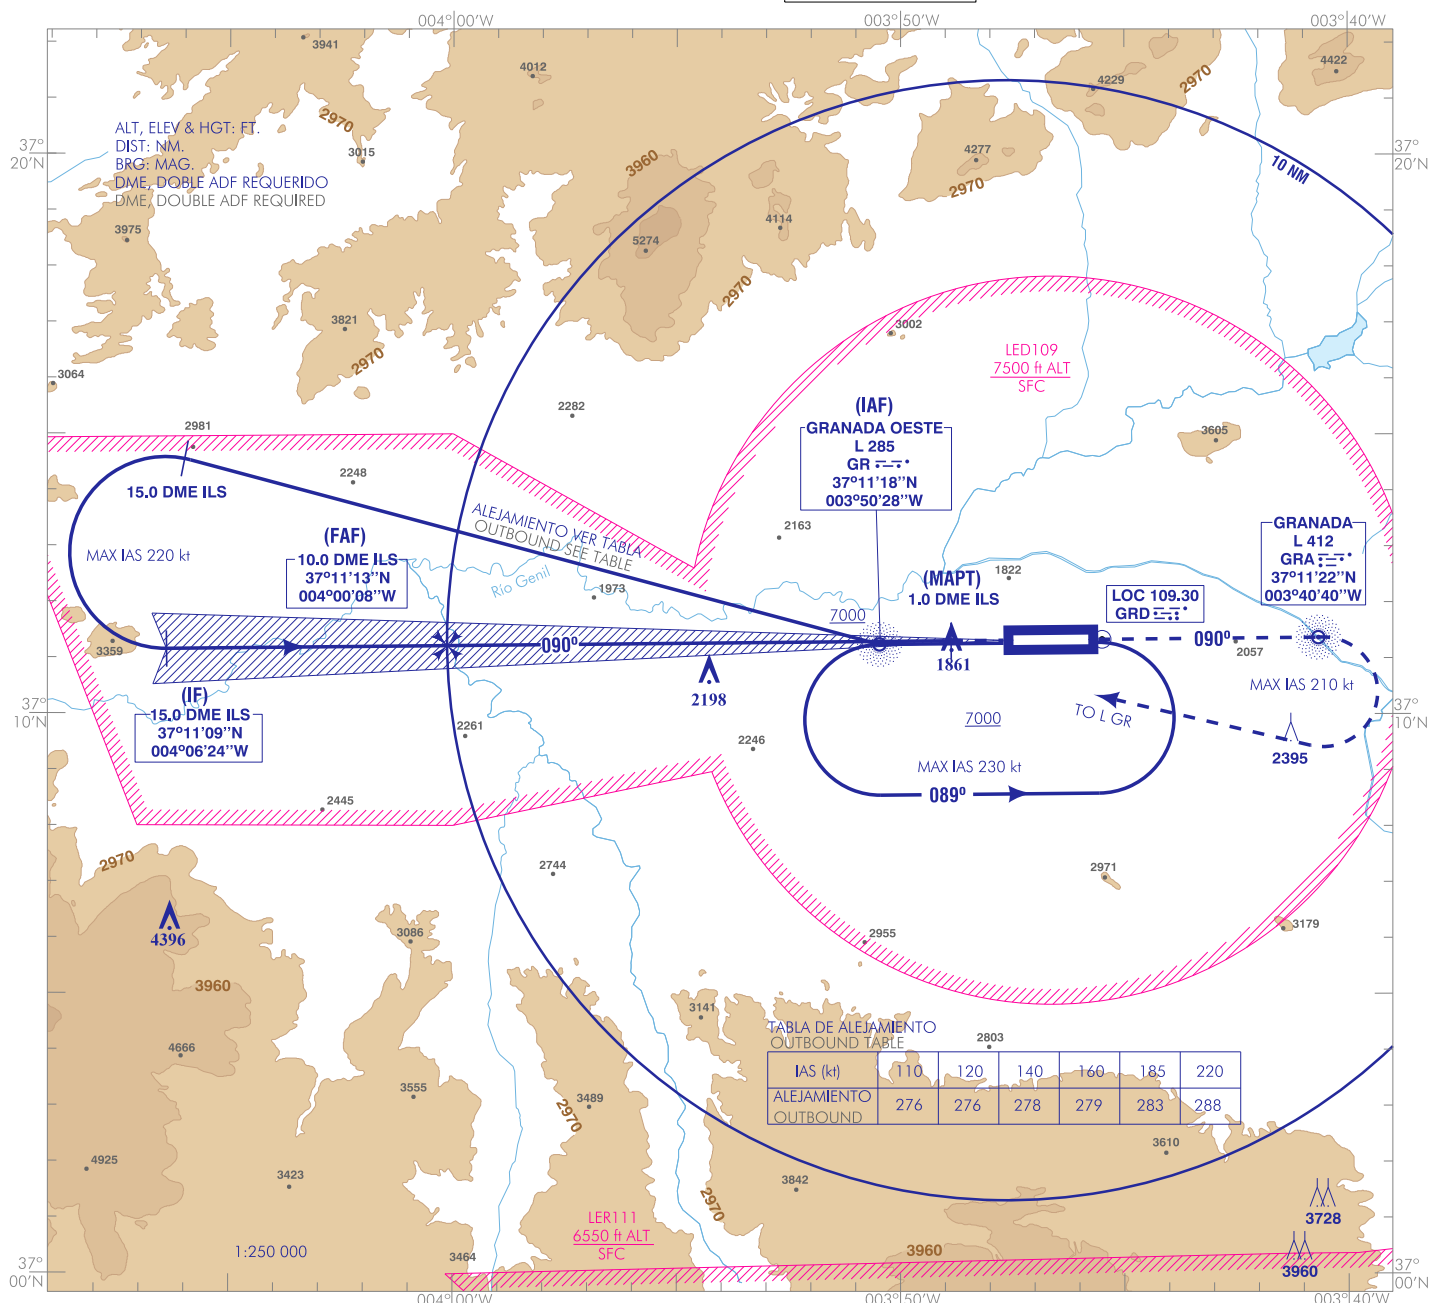 004°00'W
003°50'W
003°40'W
3941
4012
4229
2970
4422
2970
ALT, ELEV & HGT: FT.
DIST: NM.
BRG: MAG.
DME, DOBLE ADF REQUERIDO
DME, DOUBLE ADF REQUIRED
37°
20'N
37°
20'N
3015
3960
4277
2970
10 NM
3975
4114
5274
2970
3821
2970
3002
LED109
7500 ft ALT
SFC
3064
2282
2981
3605
(IAF)
GRANADA OESTE
L 285
GR
37°11'18''N
003°50'28''W
2248
15.0 DME ILS
ALEJAMIENTO VER TABLA
OUTBOUND SEE TABLE
2163
GRANADA
L 412
GRA
37°11'22''N
003°40'40''W
MAX IAS 220 kt
(FAF)
10.0 DME ILS
37°11'13''N
004°00'08''W
Río Genil
1973
7000
(MAPT)
1.0 DME ILS
1822
LOC 109.30
GRD
3359
090º
1861
090º
2057
2198
MAX IAS 210 kt
(IF)
15.0 DME ILS
37°11'09''N
004°06'24''W
37°
10'N
37°
10'N
7000
TO L GR
2261
2246
2395
MAX IAS 230 kt
089º
2445
2970
2744
2971
4396
3086
2955
3179
3960
3141
4666
2803
TABLA DE ALEJAMIENTO
OUTBOUND TABLE
IAS (kt) 110 120 140 160 185 220
ALEJAMIENTO
OUTBOUND 276 276 278 279 283 288
3555
3489
2970
3610
4925
3423
3842
2970
LER111
6550 ft ALT
SFC
3728
1:250 000
3464
3960
3960
37°
00'N
37°
00'N
004°00'W
003°50'W
003°40'W